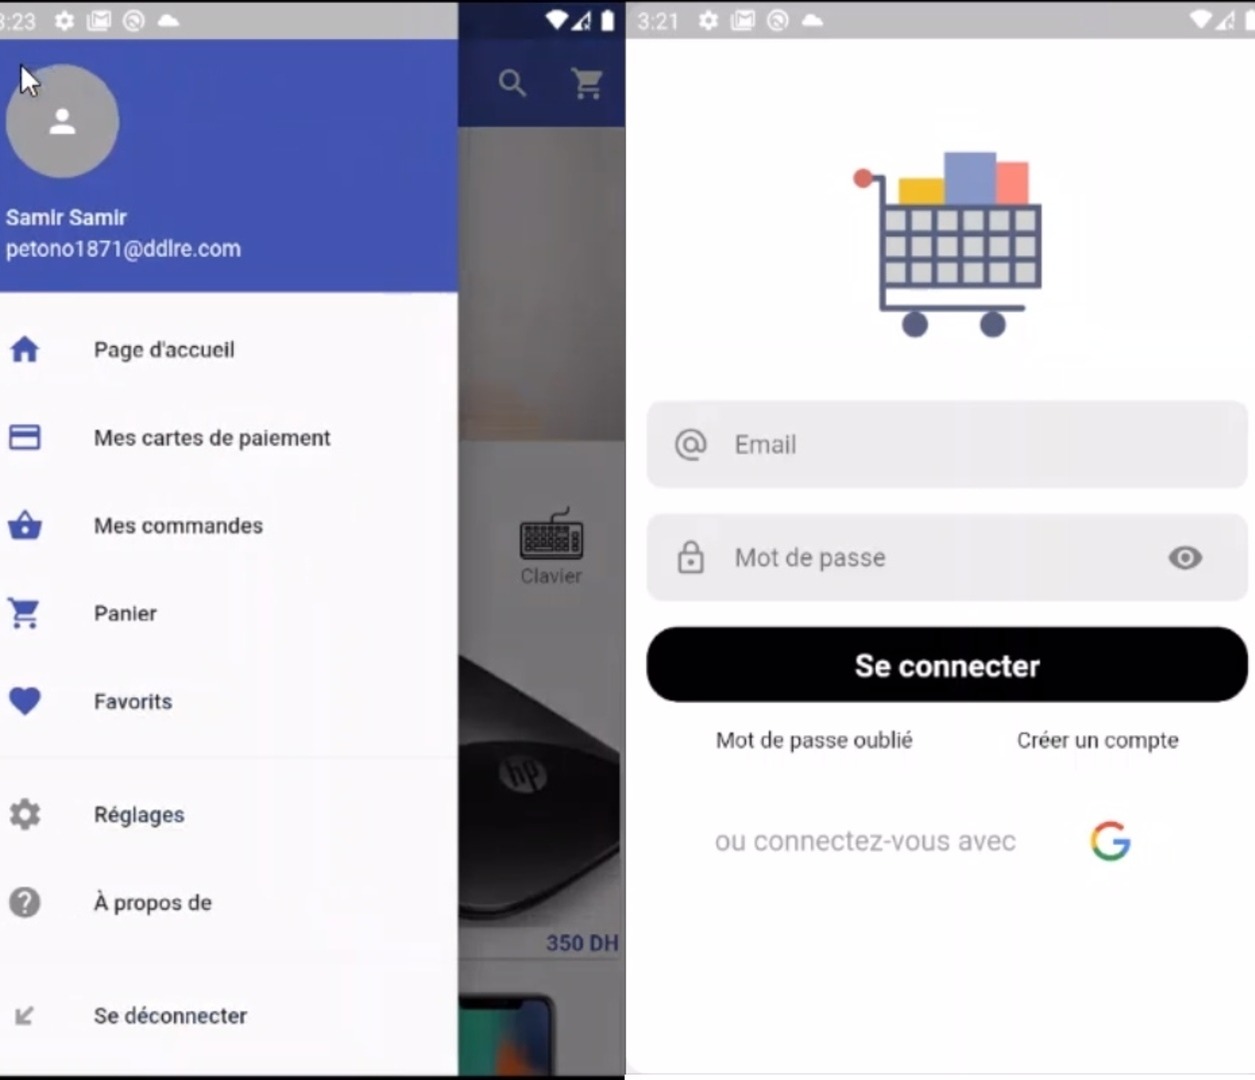 3:23
Samir Samir
petono1871@ddlre.com
Page d'accueil
Mes cartes de paiement
Mes commandes
Panier
Favorits
Réglages
À propos de
Se déconnecter
Clavier
hp
350 DH
3:21
Email
Mot de passe
Se connecter
Mot de passe oublié
Créer un compte
ou connectez-vous avec